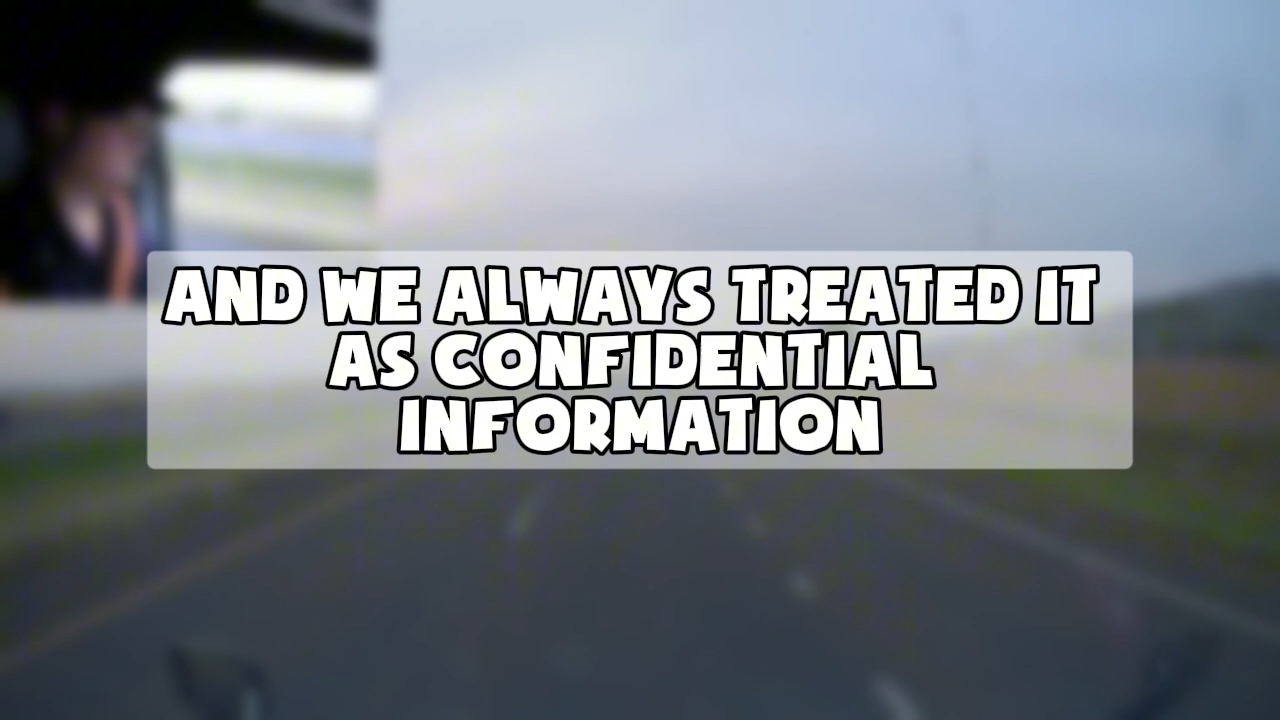 AND WE ALWAYS TREATED IT
AS CONFIDENTIAL
INFORMATION